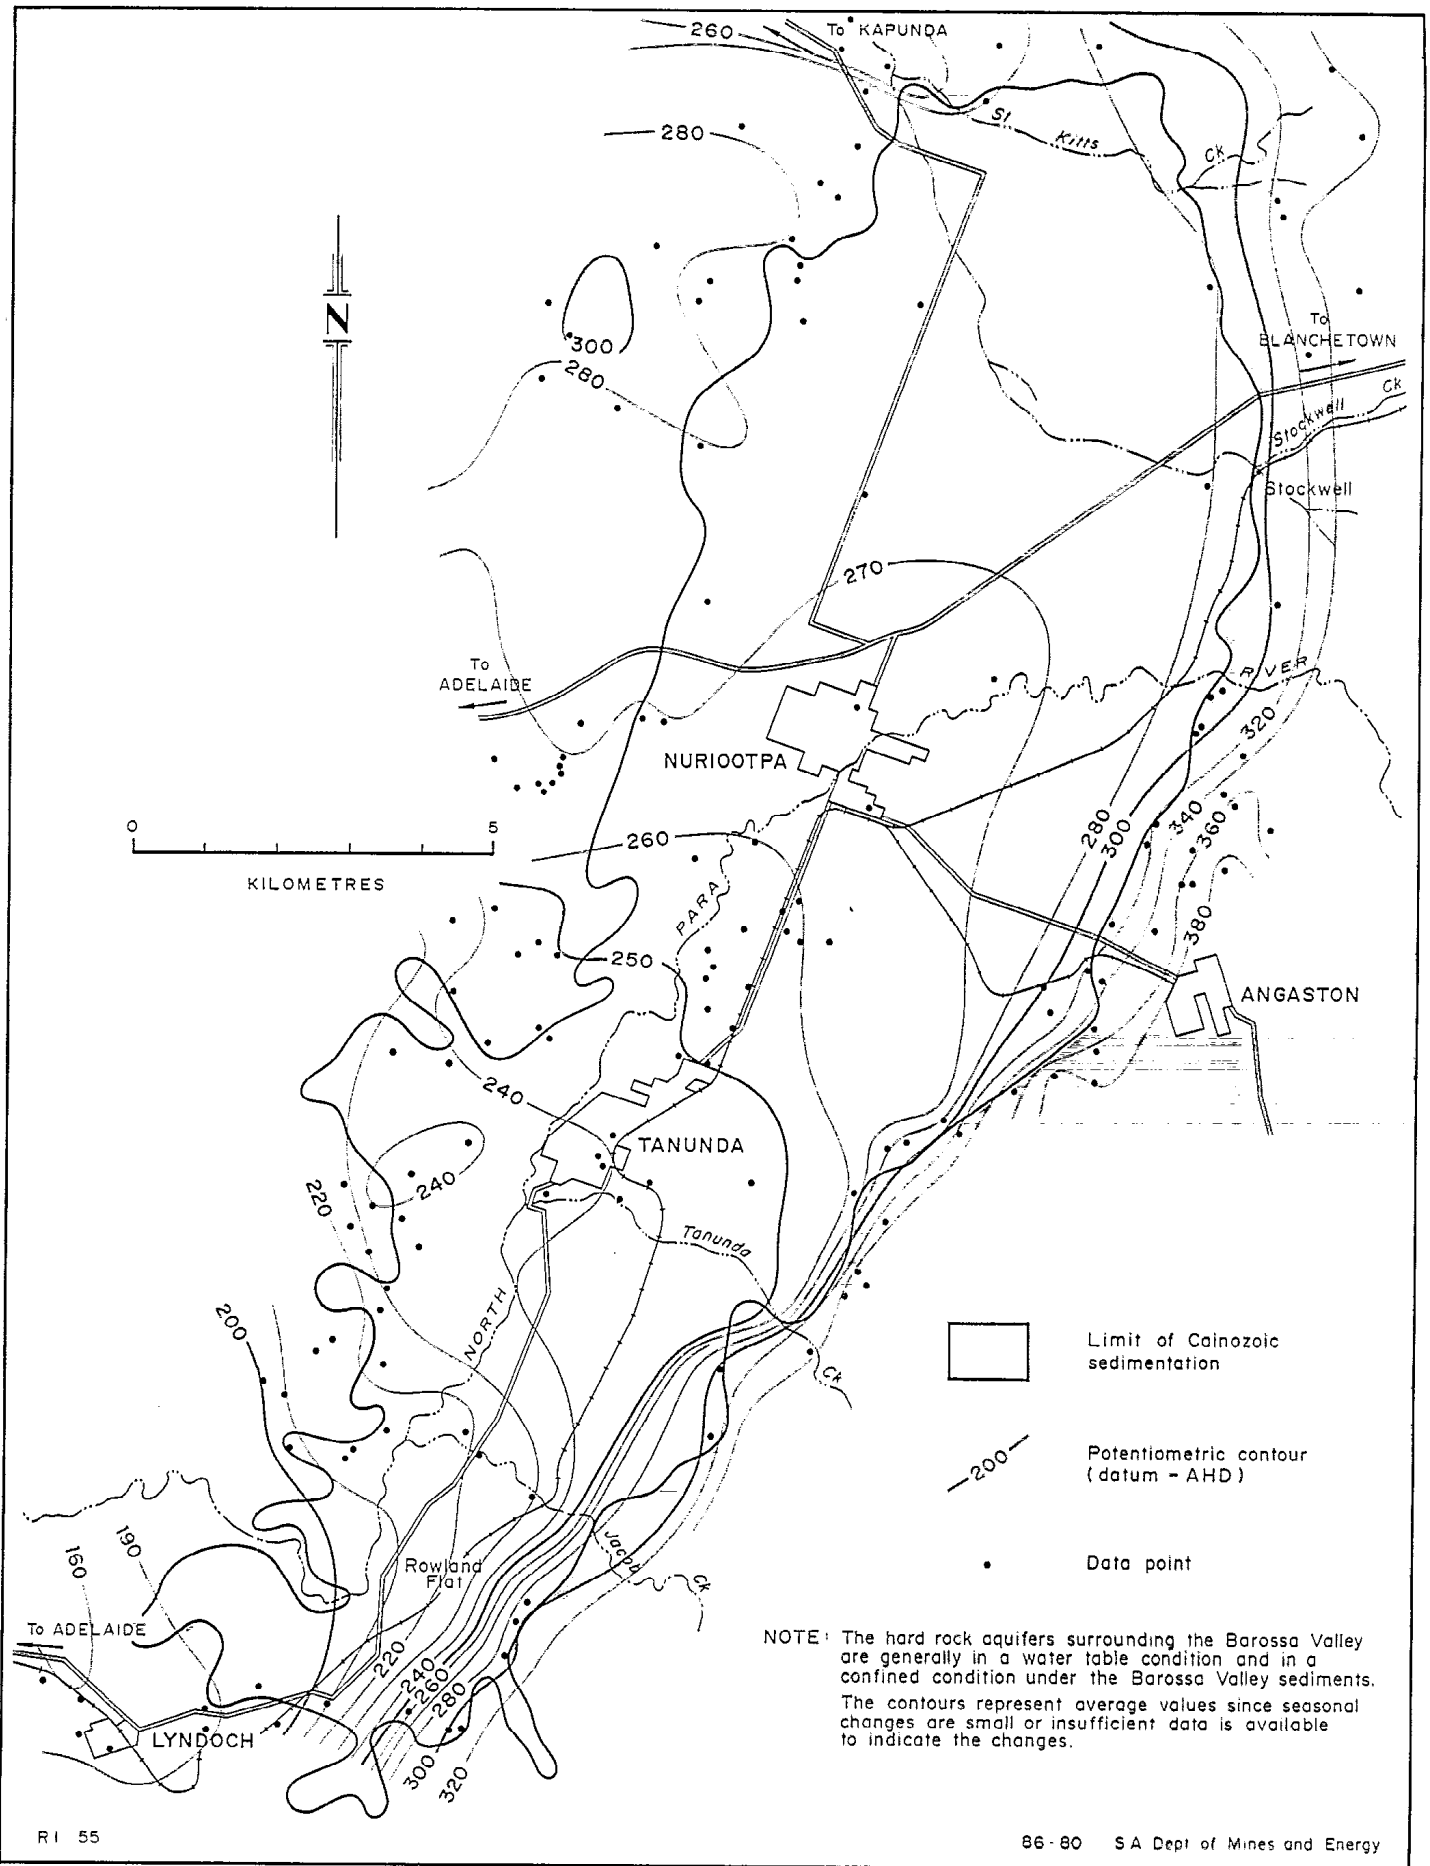 To KAPUNDA
260
280
St
Kitts
Ck
N
300
280
To
BLANCHETOWN
Ck
Stockwell
Stockwell
270
To
ADELAIDE
RIVER
320
NURIOOTPA
0
5
KILOMETRES
260
280
300
340
360
380
PARA
250
ANGASTON
240
TANUNDA
240
220
Tanunda
Ck
NORTH
200
Limit of Cainozoic
sedimentation
200
Potentiometric contour
(datum - AHD)
Data point
160
190
Rowland
Flat
Jacob
Ck
To ADELAIDE
220
240
260
280
300
320
LYNDOCH
NOTE: The hard rock aquifers surrounding the Barossa Valley
are generally in a water table condition and in a
confined condition under the Barossa Valley sediments.
The contours represent average values since seasonal
changes are small or insufficient data is available
to indicate the changes.
RI 55
86-80 SA Dept of Mines and Energy